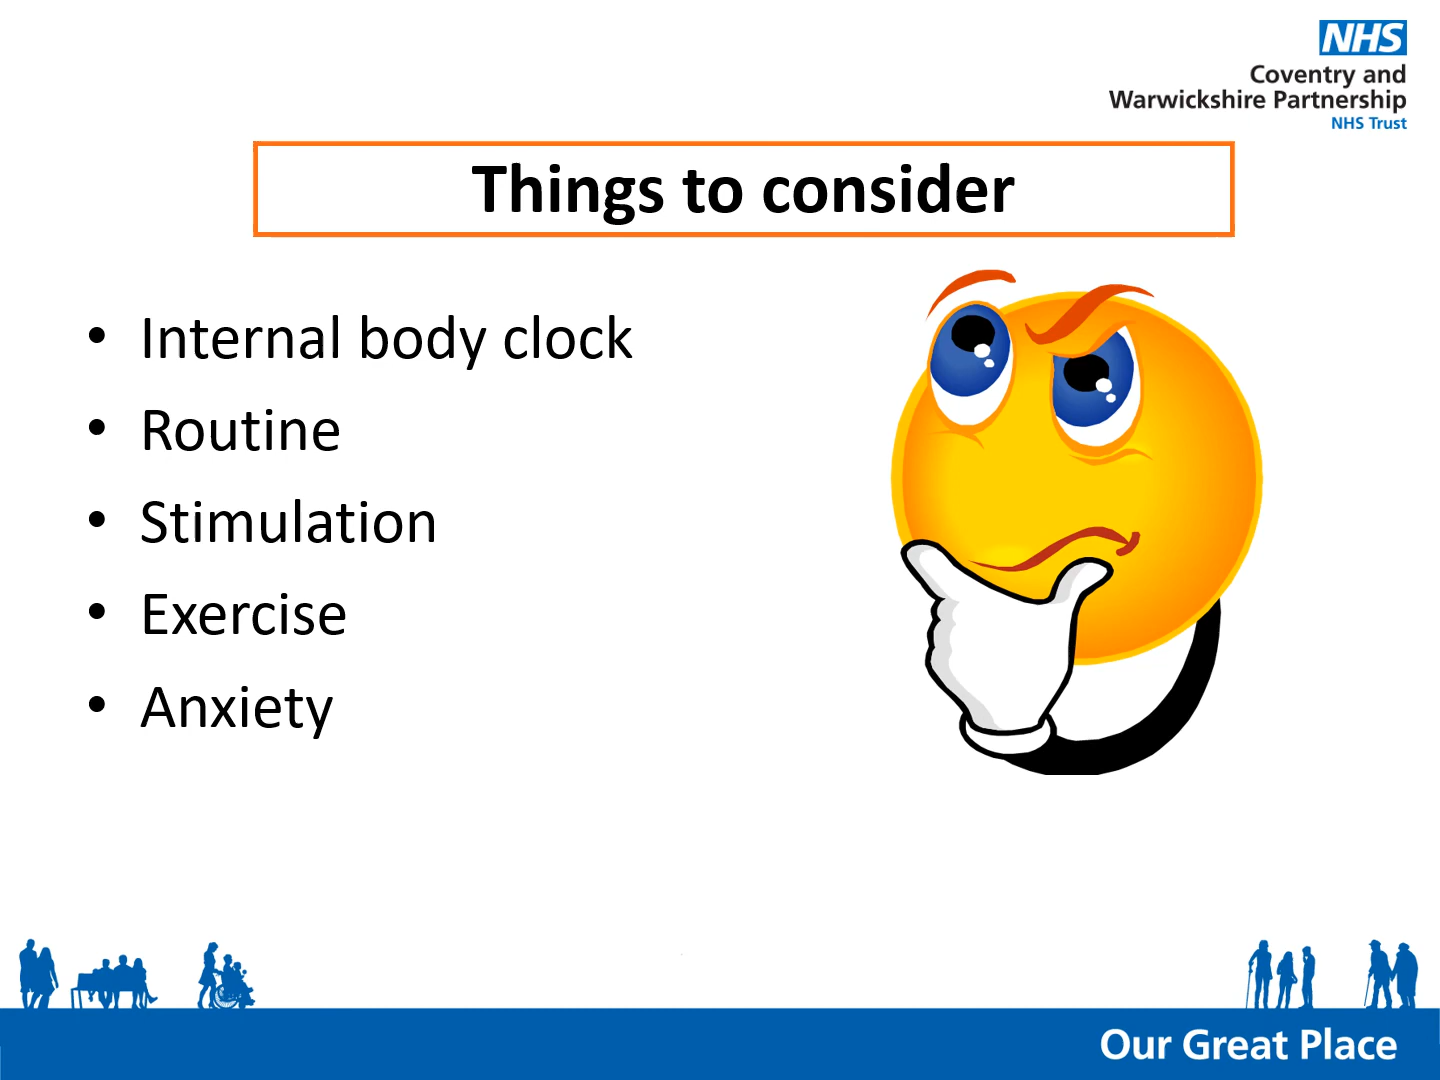 NHS
Coventry and
Warwickshire Partnership
NHS Trust
Things to consider
• Internal body clock
• Routine
• Stimulation
• Exercise
• Anxiety
Our Great Place